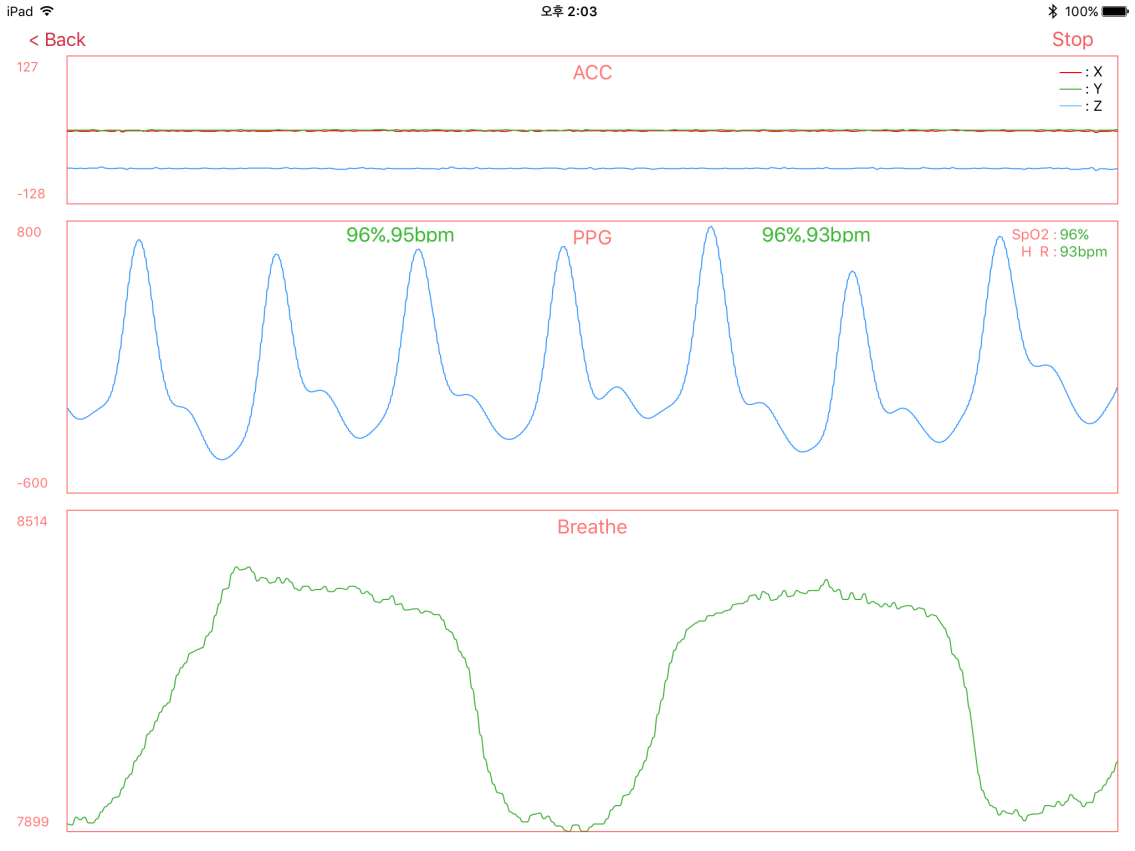 iPad 오후 2:03 100%
< Back Stop
127 ACC : X
: Y
: Z
-128
800 96%,95bpm PPG 96%,93bpm SpO2 : 96%
H R : 93bpm
-600
8514 Breathe
7899